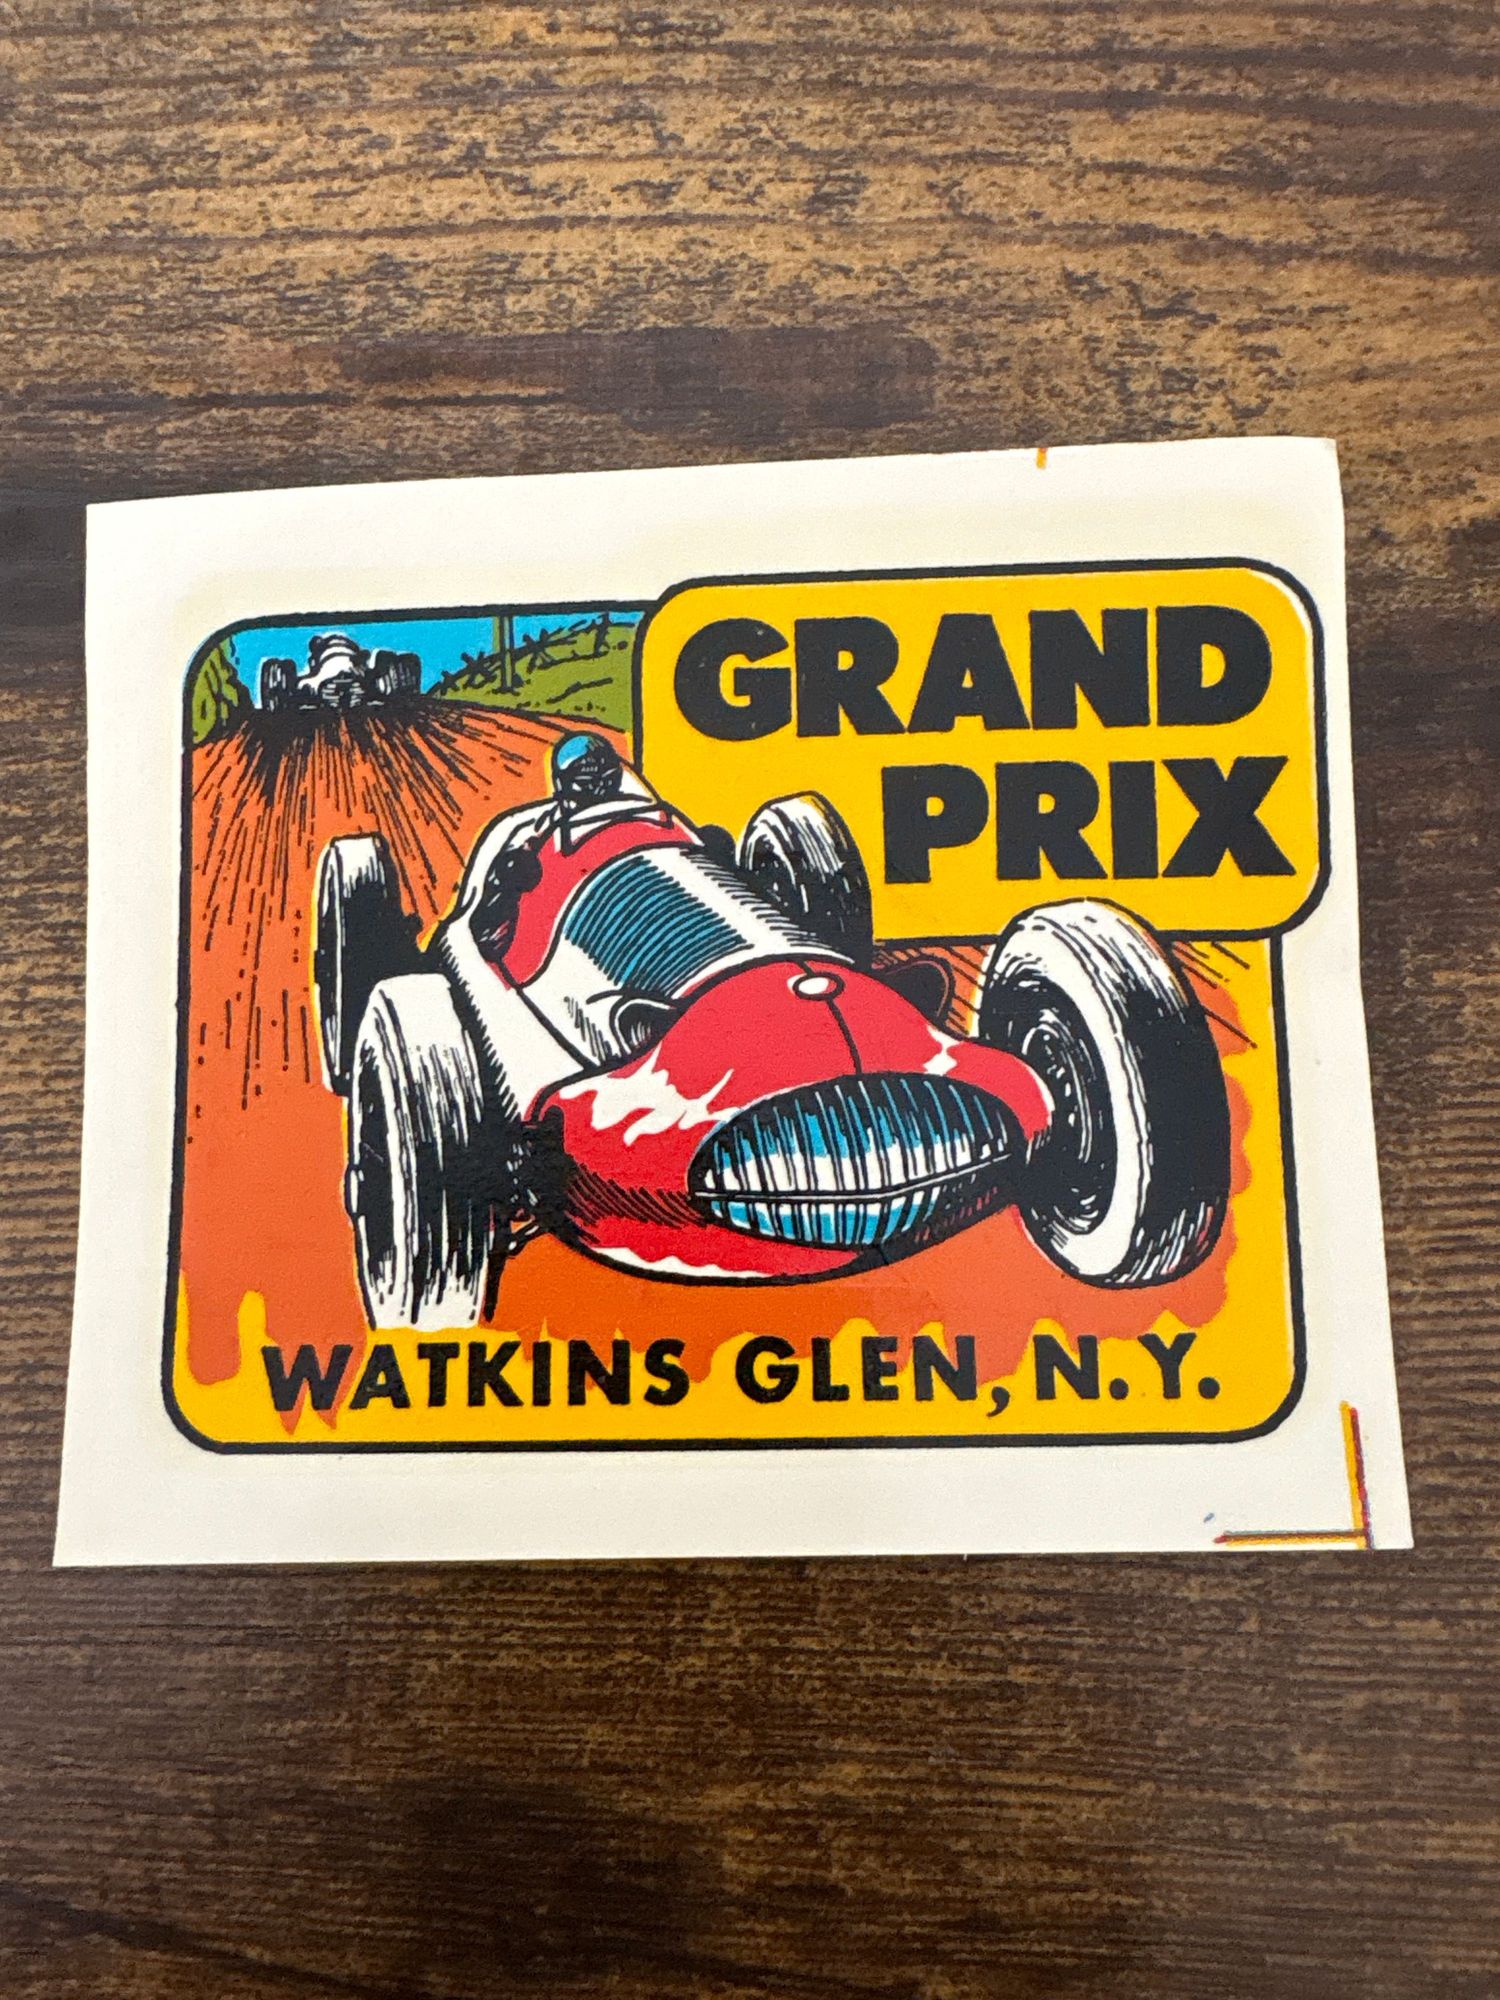 GRAND
PRIX
WATKINS GLEN, N.Y.